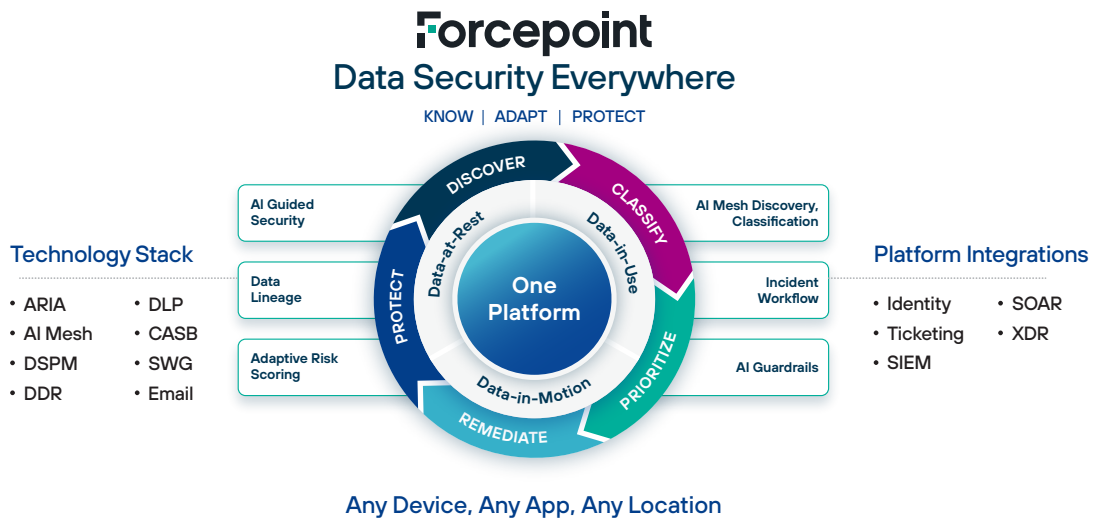 Forcepoint
Data Security Everywhere
KNOW | ADAPT | PROTECT
DISCOVER
CLASSIFY
PRIORITIZE
REMEDIATE
PROTECT
Data-at-Rest
Data-in-Use
Data-in-Motion
One
Platform
AI Guided
Security
Data
Lineage
Adaptive Risk
Scoring
AI Mesh Discovery,
Classification
Incident
Workflow
AI Guardrails
Technology Stack
• ARIA
• AI Mesh
• DSPM
• DDR
• DLP
• CASB
• SWG
• Email
Platform Integrations
• Identity
• Ticketing
• SIEM
• SOAR
• XDR
Any Device, Any App, Any Location